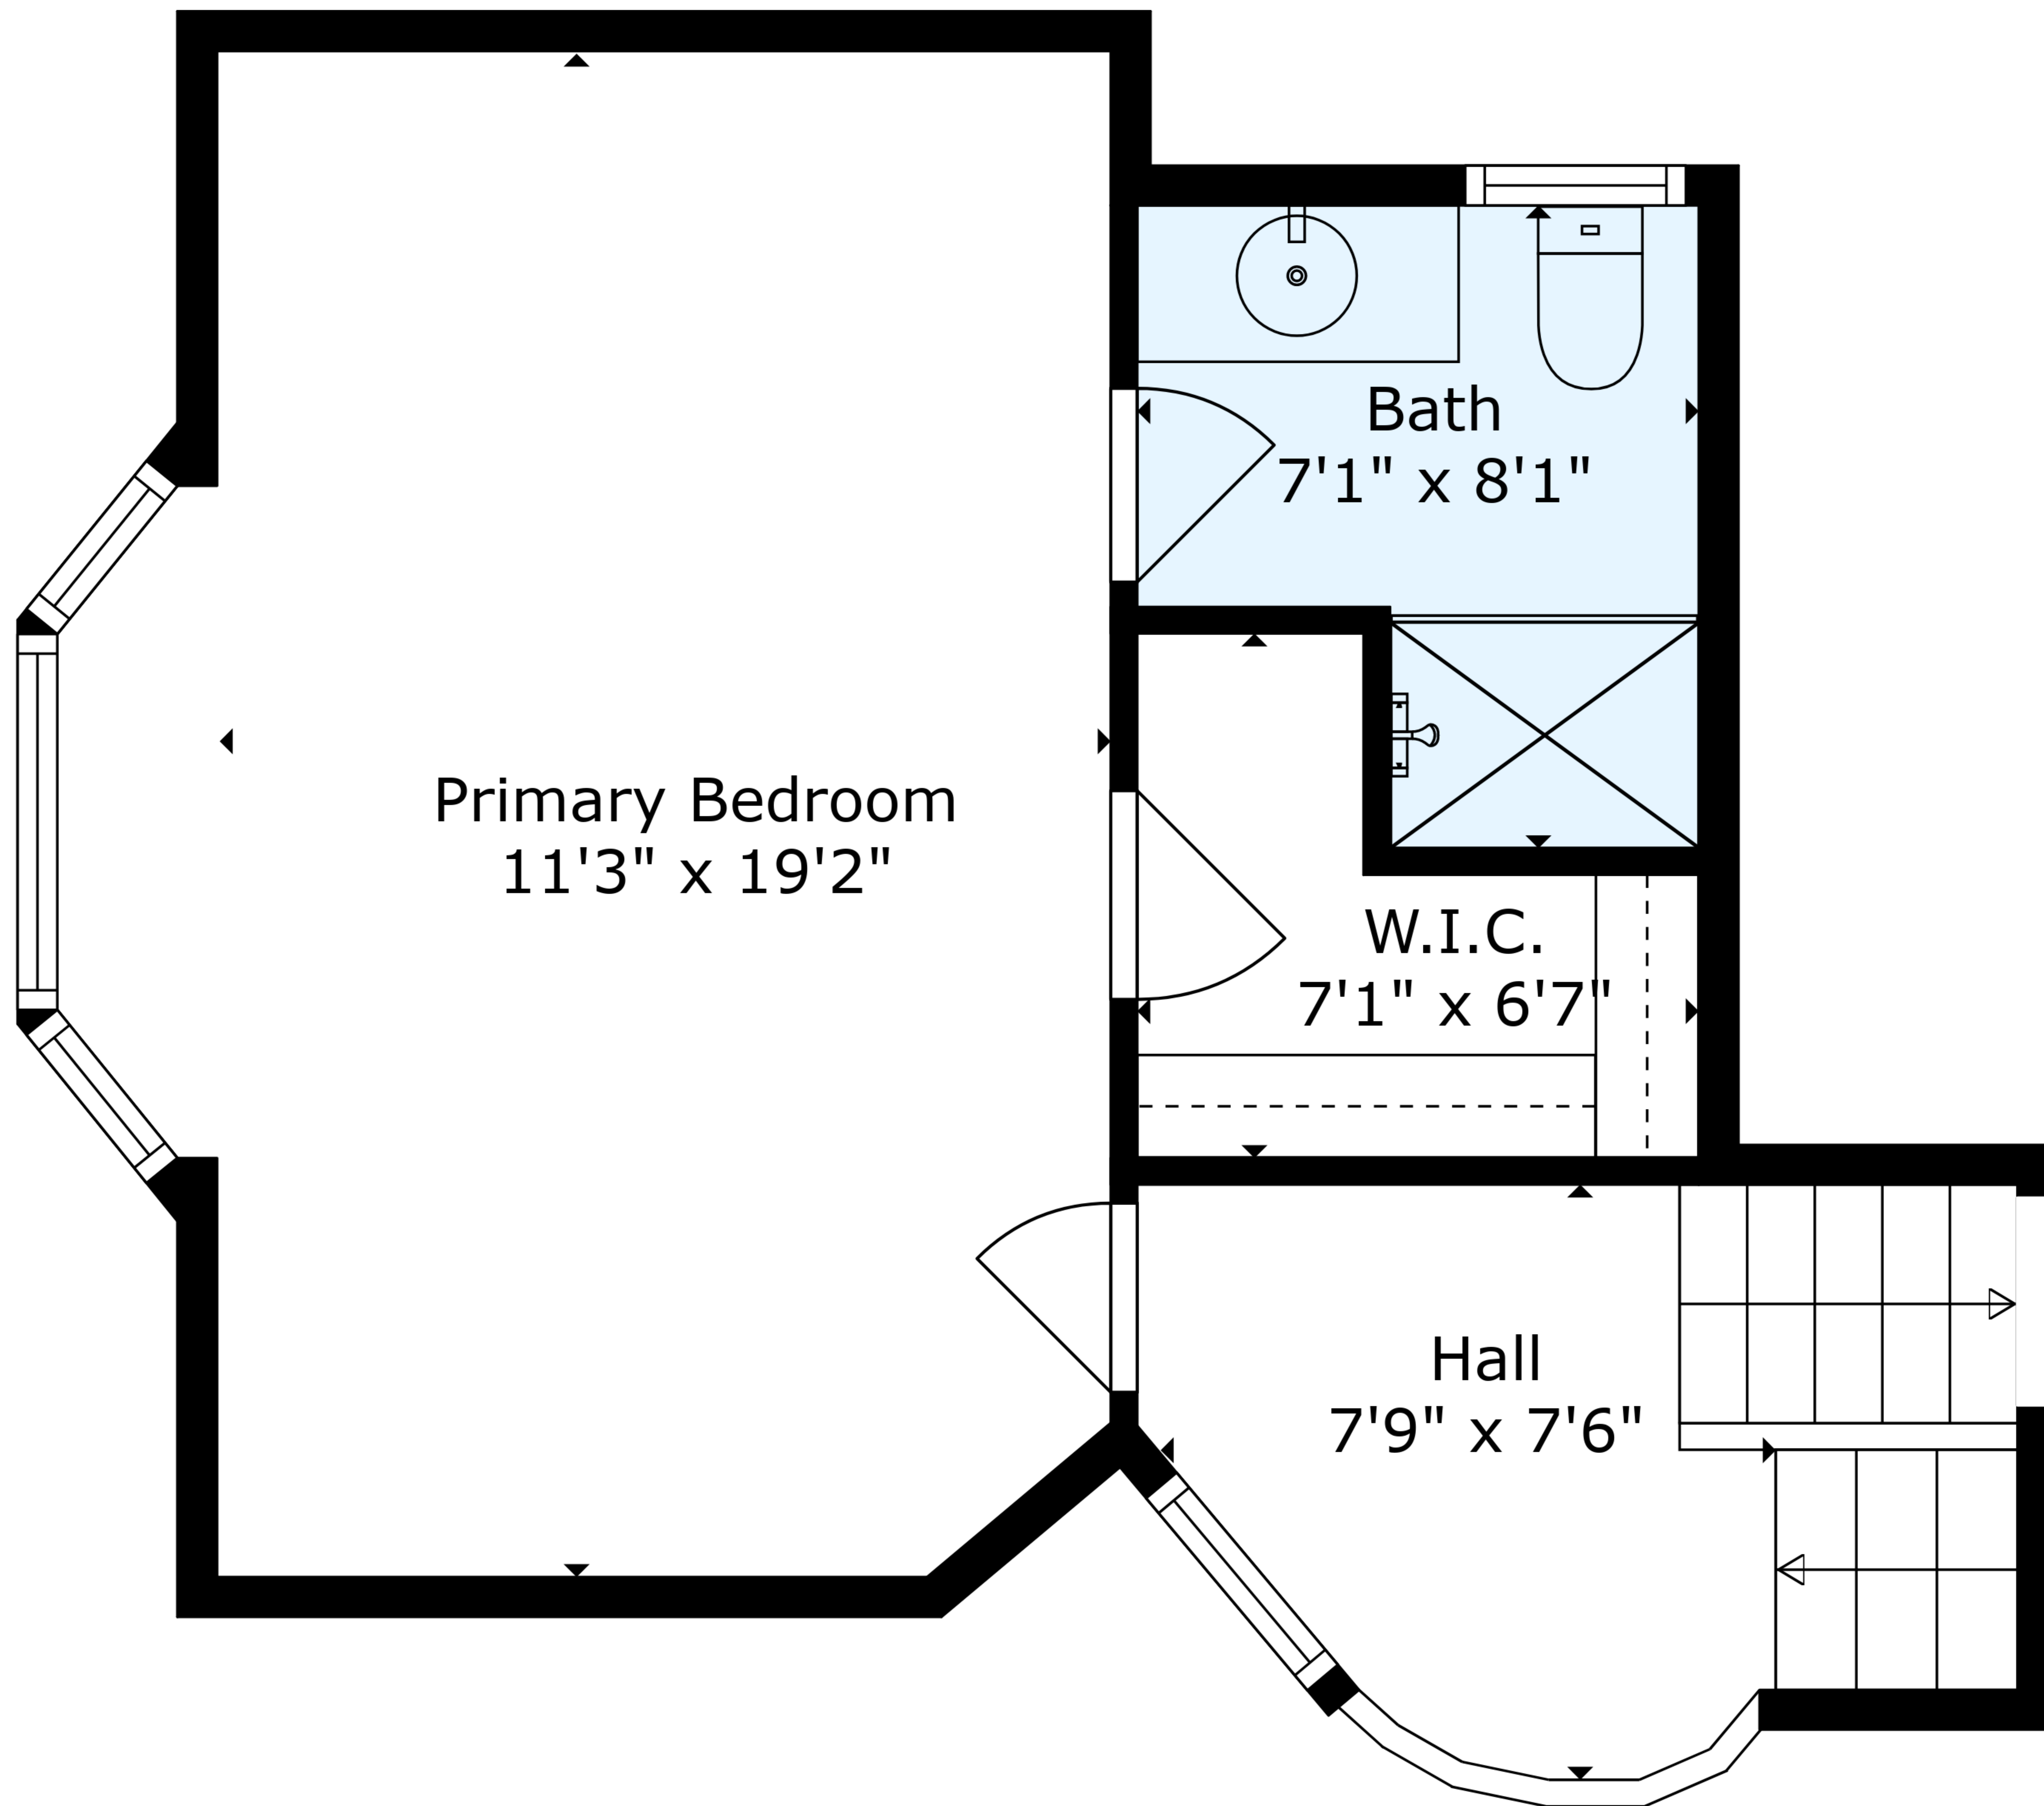 Bath
7'1" x 8'1"
Primary Bedroom
11'3" x 19'2"
W.I.C.
7'1" x 6'7"
Hall
7'9" x 7'6"